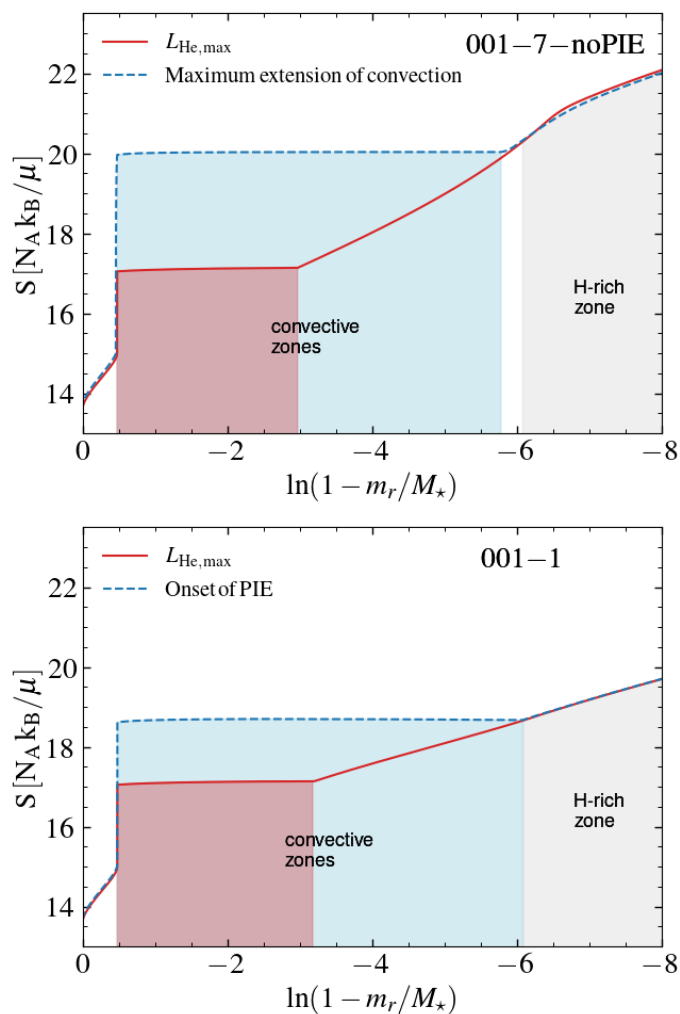 L_He,max
Maximum extension of convection
001−7−noPIE
S [N_A k_B/μ]
22
20
18
16
14
convective
zones
H-rich
zone
0
−2
−4
−6
−8
ln(1 − m_r/M_⋆)
L_He,max
Onset of PIE
001−1
S [N_A k_B/μ]
22
20
18
16
14
convective
zones
H-rich
zone
0
−2
−4
−6
−8
ln(1 − m_r/M_⋆)